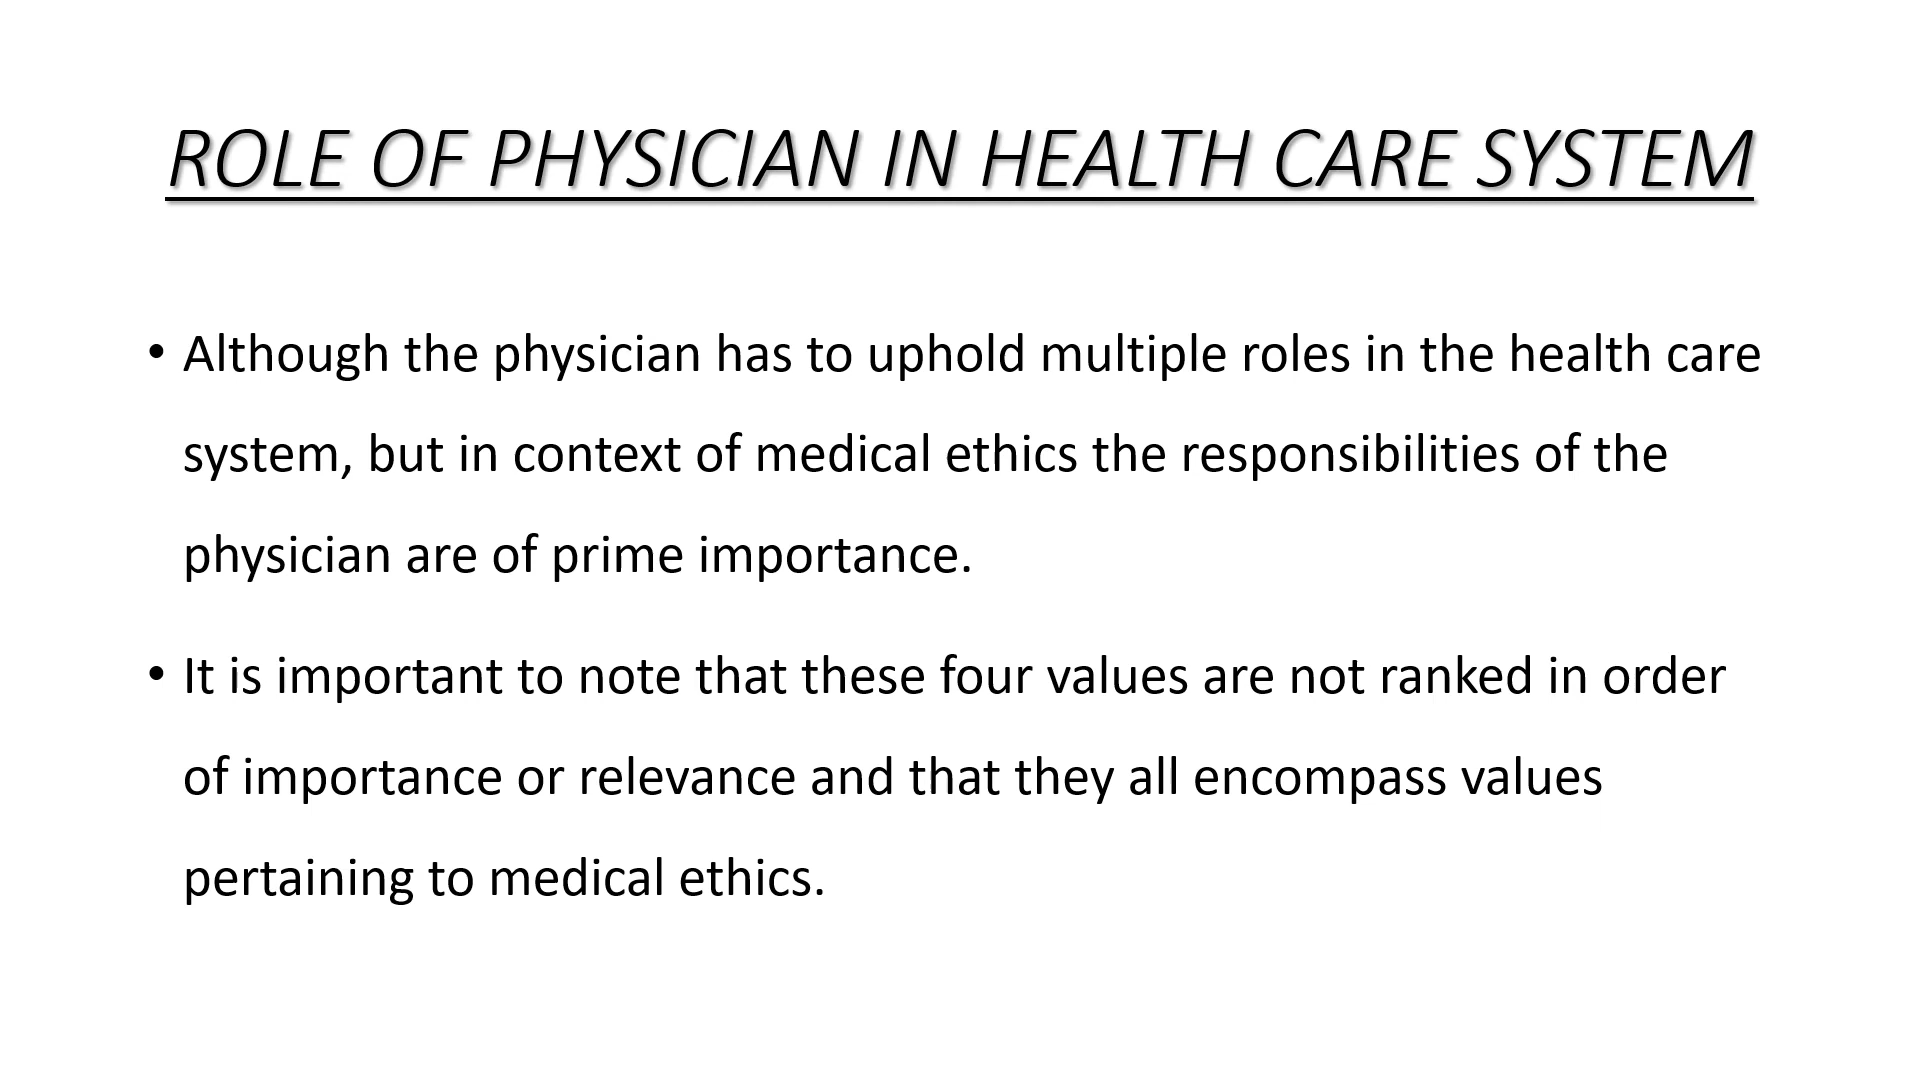 ROLE OF PHYSICIAN IN HEALTH CARE SYSTEM
• Although the physician has to uphold multiple roles in the health care
system, but in context of medical ethics the responsibilities of the
physician are of prime importance.
• It is important to note that these four values are not ranked in order
of importance or relevance and that they all encompass values
pertaining to medical ethics.